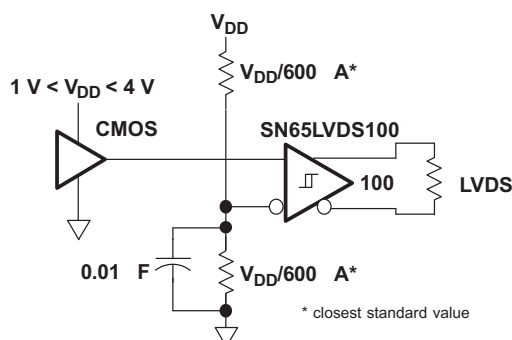 VDD
VDD/600 A*
1 V < VDD < 4 V
CMOS
SN65LVDS100
100
LVDS
0.01 F
VDD/600 A*
* closest standard value